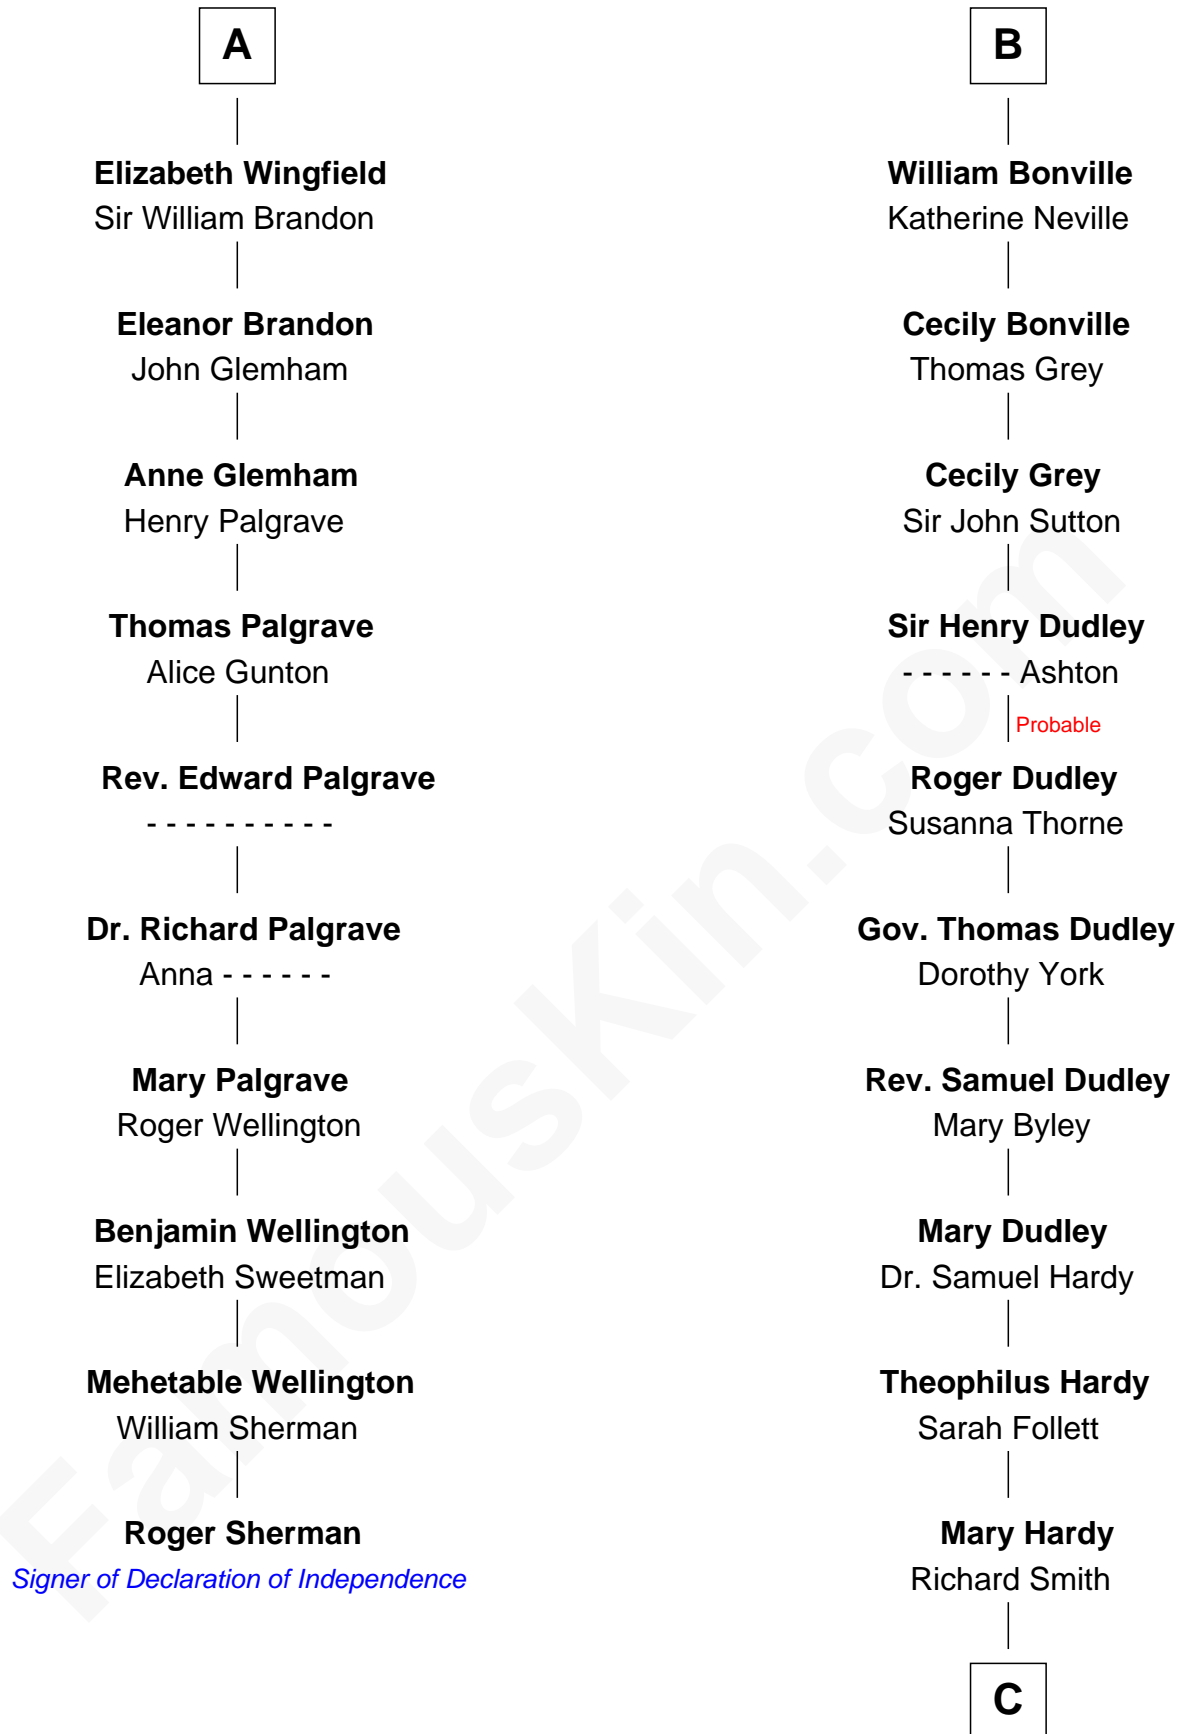 A
Elizabeth Wingfield
Sir William Brandon
Eleanor Brandon
John Glemham
Anne Glemham
Henry Palgrave
Thomas Palgrave
Alice Gunton
Rev. Edward Palgrave
- - - - - - - - - -
Dr. Richard Palgrave
Anna - - - - - -
Mary Palgrave
Roger Wellington
Benjamin Wellington
Elizabeth Sweetman
Mehetable Wellington
William Sherman
Roger Sherman
Signer of Declaration of Independence
B
William Bonville
Katherine Neville
Cecily Bonville
Thomas Grey
Cecily Grey
Sir John Sutton
Sir Henry Dudley
- - - - - - Ashton
Probable
Roger Dudley
Susanna Thorne
Gov. Thomas Dudley
Dorothy York
Rev. Samuel Dudley
Mary Byley
Mary Dudley
Dr. Samuel Hardy
Theophilus Hardy
Sarah Follett
Mary Hardy
Richard Smith
C
FamousKin.com